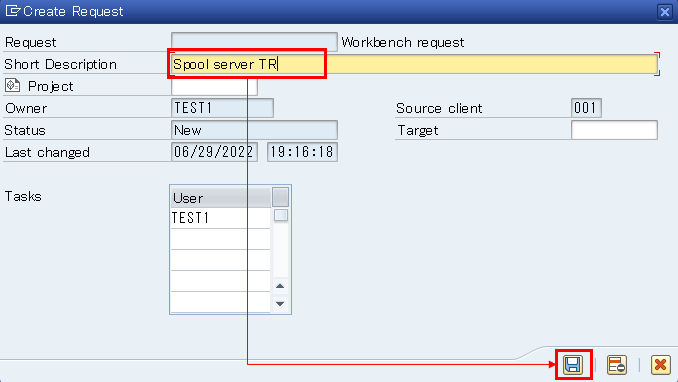 Create Request
Request Workbench request
Short Description Spool server TR
Project
Owner TEST1 Source client 001
Status New Target
Last changed 06/29/2022 19:16:18
Tasks User
TEST1